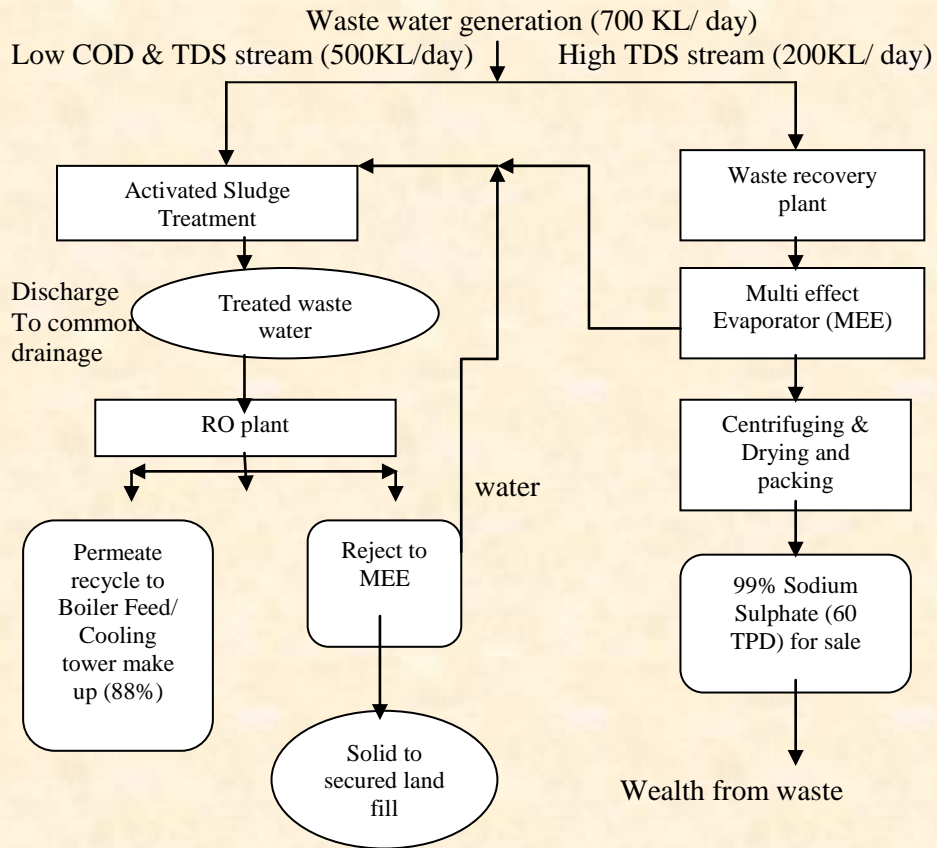 Waste water generation (700 KL/ day)
Low COD & TDS stream (500KL/day)
High TDS stream (200KL/ day)
Activated Sludge
Treatment
Waste recovery
plant
Discharge
To common
drainage
Treated waste
water
Multi effect
Evaporator (MEE)
RO plant
Centrifuging &
Drying and
packing
water
Permeate
recycle to
Boiler Feed/
Cooling
tower make
up (88%)
Reject to
MEE
99% Sodium
Sulphate (60
TPD) for sale
Solid to
secured land
fill
Wealth from waste